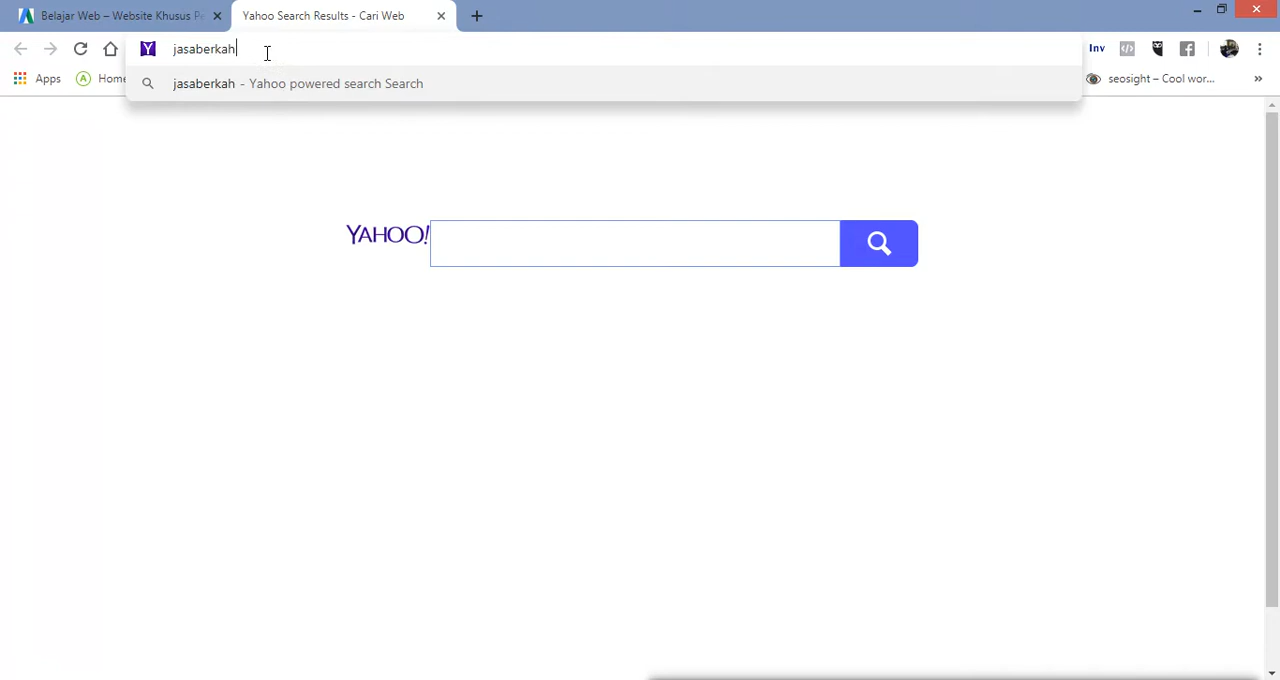 Belajar Web – Website Khusus Pe
Yahoo Search Results - Cari Web
Y jasaberkah
Inv
Apps
Home
seosight – Cool wor...
»
jasaberkah - Yahoo powered search Search
YAHOO!